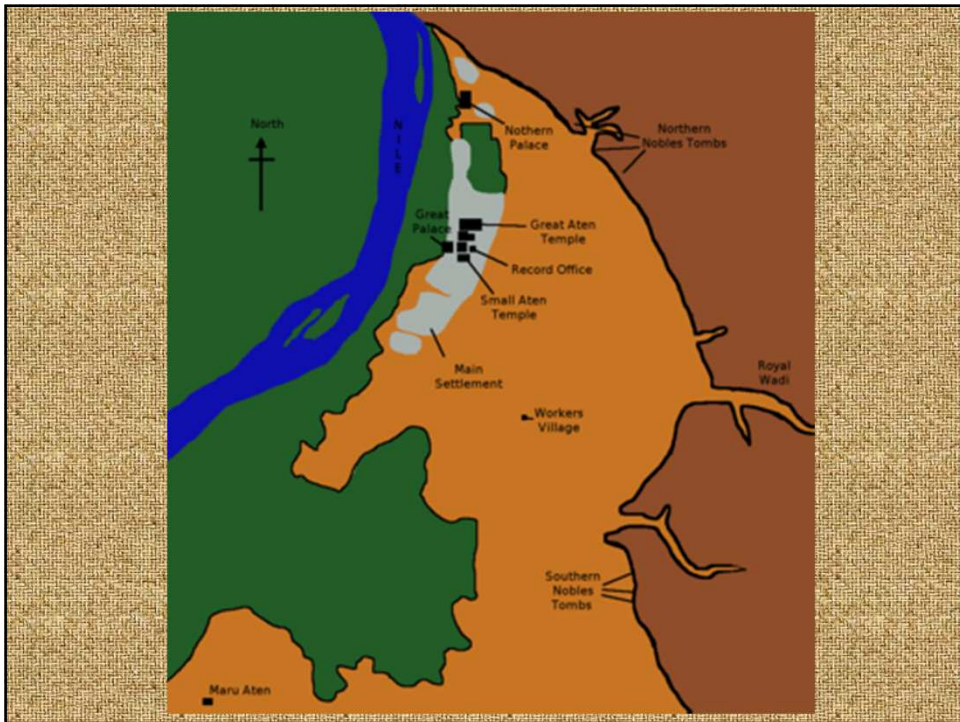 North
NILE
Nothern
Palace
Northern
Nobles Tombs
Great
Palace
Great Aten
Temple
Record Office
Small Aten
Temple
Main
Settlement
Royal
Wadi
Workers
Village
Southern
Nobles
Tombs
Maru Aten